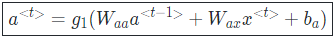 a^{<t>} = g_1(W_{aa}a^{<t-1>} + W_{ax}x^{<t>} + b_a)